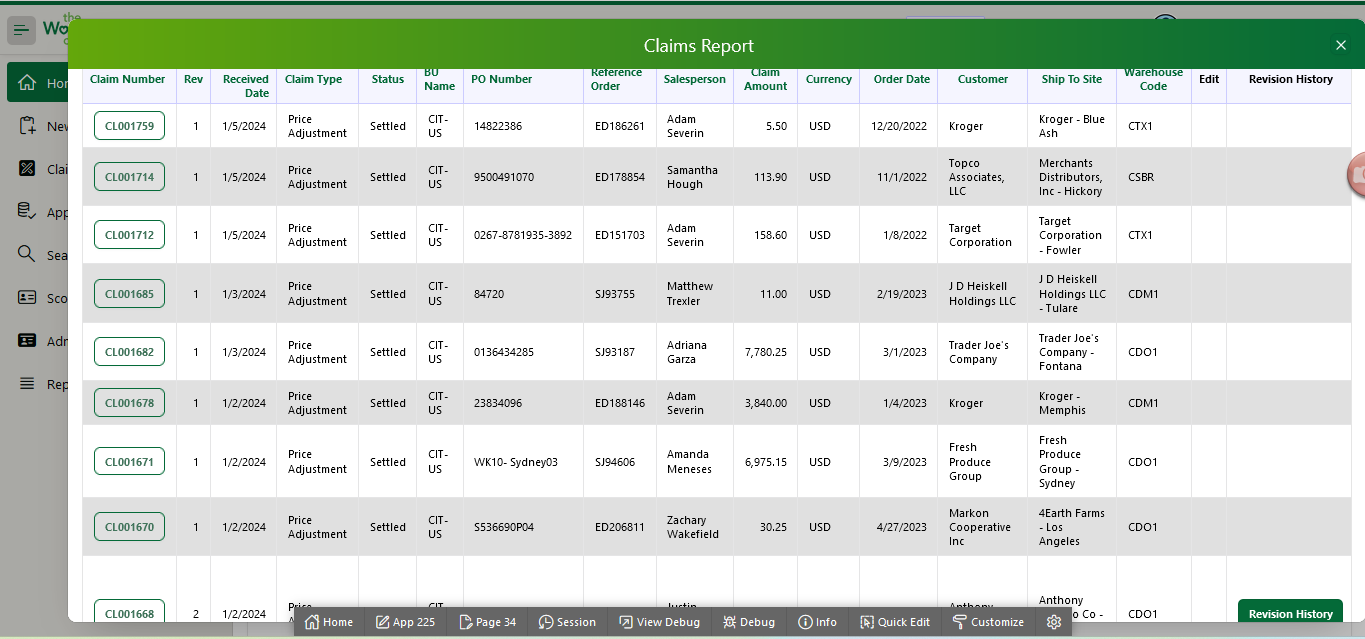 the
Wo
Claims Report
Claim Number Rev Received Date Claim Type Status BU Name PO Number Reference Order Salesperson Claim Amount Currency Order Date Customer Ship To Site Warehouse Code Edit Revision History
CL001759 1 1/5/2024 Price Adjustment Settled CIT-US 14822386 ED186261 Adam Severin 5.50 USD 12/20/2022 Kroger Kroger - Blue Ash CTX1
CL001714 1 1/5/2024 Price Adjustment Settled CIT-US 9500491070 ED178854 Samantha Hough 113.90 USD 11/1/2022 Topco Associates, LLC Merchants Distributors, Inc - Hickory CSBR
CL001712 1 1/5/2024 Price Adjustment Settled CIT-US 0267-8781935-3892 ED151703 Adam Severin 158.60 USD 1/8/2022 Target Corporation Target Corporation - Fowler CTX1
CL001685 1 1/3/2024 Price Adjustment Settled CIT-US 84720 SJ93755 Matthew Trexler 11.00 USD 2/19/2023 J D Heiskell Holdings LLC J D Heiskell Holdings LLC - Tulare CDM1
CL001682 1 1/3/2024 Price Adjustment Settled CIT-US 0136434285 SJ93187 Adriana Garza 7,780.25 USD 3/1/2023 Trader Joe's Company Trader Joe's Company - Fontana CDO1
CL001678 1 1/2/2024 Price Adjustment Settled CIT-US 23834096 ED188146 Adam Severin 3,840.00 USD 1/4/2023 Kroger Kroger - Memphis CDM1
CL001671 1 1/2/2024 Price Adjustment Settled CIT-US WK10- Sydney03 SJ94606 Amanda Meneses 6,975.15 USD 3/9/2023 Fresh Produce Group Fresh Produce Group - Sydney CDO1
CL001670 1 1/2/2024 Price Adjustment Settled CIT-US S536690P04 ED206811 Zachary Wakefield 30.25 USD 4/27/2023 Markon Cooperative Inc 4Earth Farms - Los Angeles CDO1
CL001668 2 1/2/2024 Price CIT- Justin Anthony Anthony Co - CDO1 Revision History
Hor
New
Clai
App
Sea
Sco
Adr
Rep
Home App 225 Page 34 Session View Debug Debug Info Quick Edit Customize